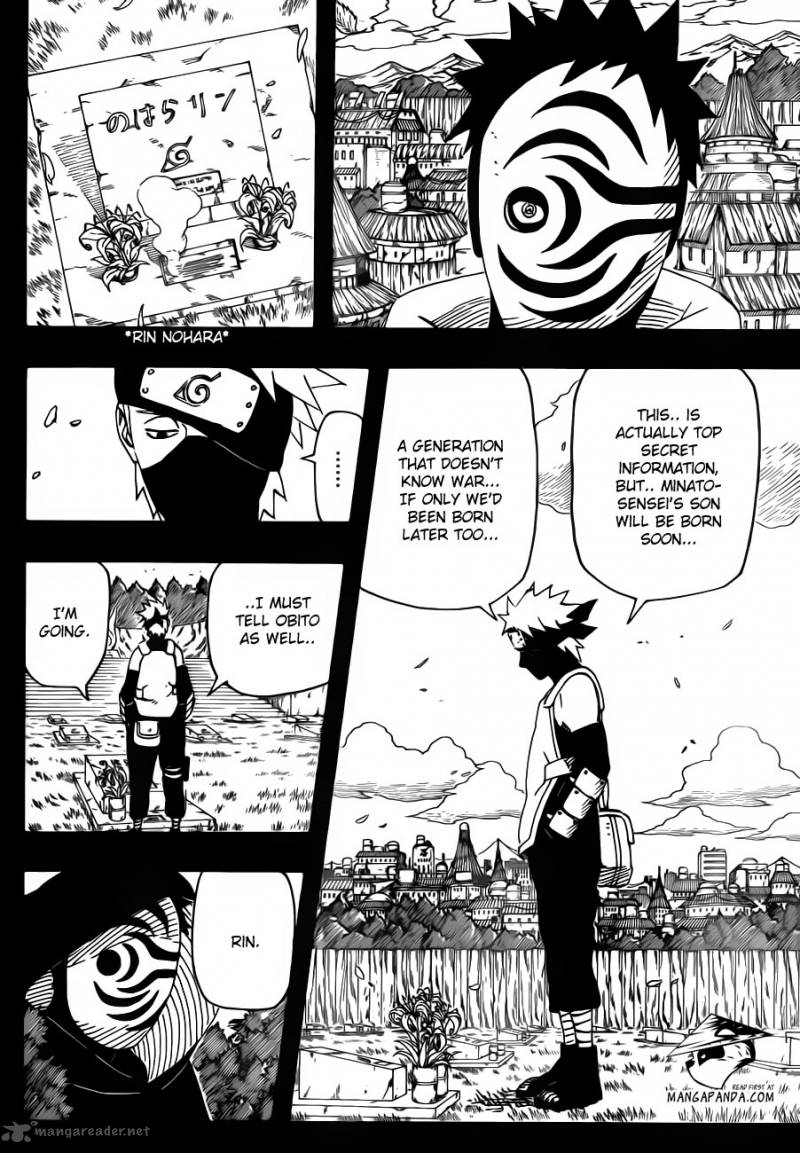 のはらリン
*RIN NOHARA*
THIS.. IS
ACTUALLY TOP
SECRET
INFORMATION,
BUT.. MINATO-
SENSEI'S SON
WILL BE BORN
SOON...
A GENERATION
THAT DOESN'T
KNOW WAR...
IF ONLY WE'D
BEEN BORN
LATER TOO...
......
..I MUST
TELL OBITO
AS WELL..
I'M
GOING.
RIN.
READ FIRST AT
MANGAPANDA.COM
mangareader.net